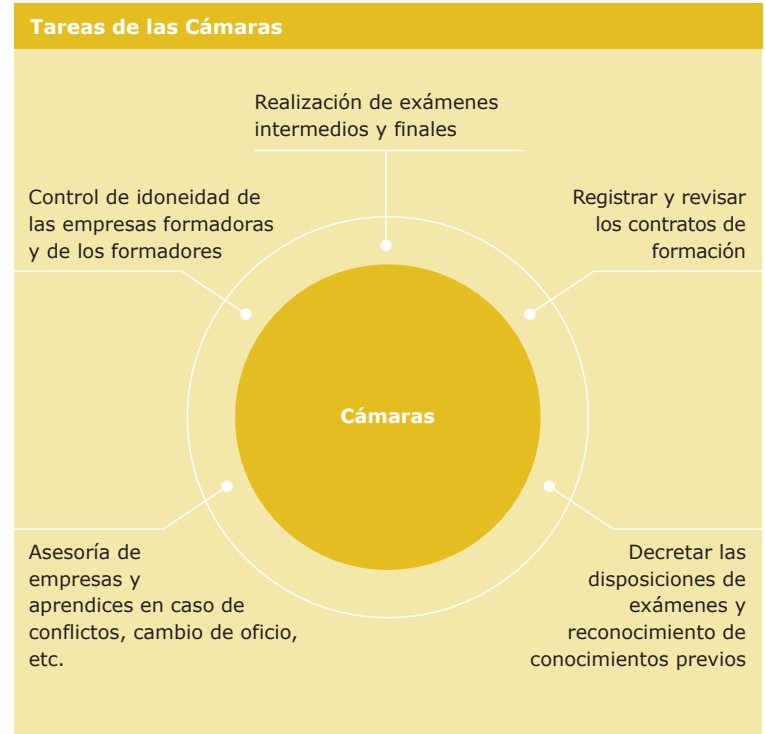 Tareas de las Cámaras
Realización de exámenes
intermedios y finales
Control de idoneidad de
las empresas formadoras
y de los formadores
Registrar y revisar
los contratos de
formación
Cámaras
Asesoría de
empresas y
aprendices en caso de
conflictos, cambio de oficio,
etc.
Decretar las
disposiciones de
exámenes y
reconocimiento de
conocimientos previos